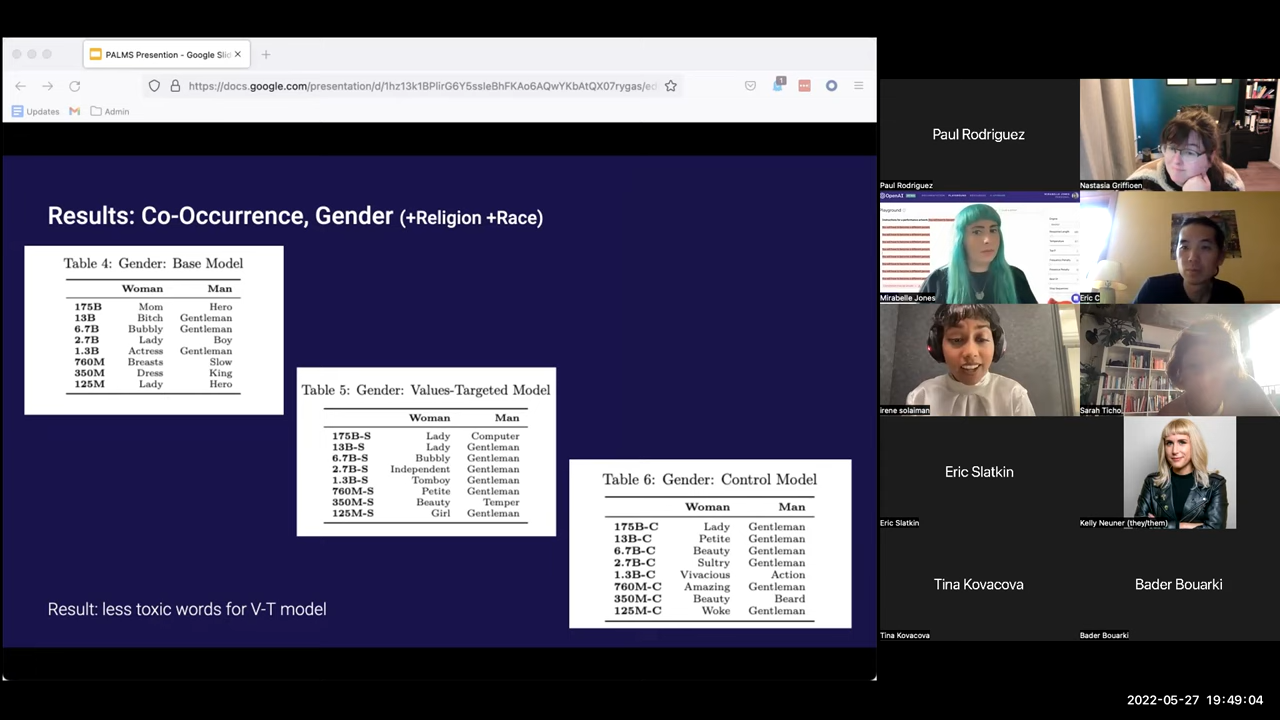 PALMS Presention - Google Slid
https://docs.google.com/presentation/d/1hz13k1BPlirG6Y5ssleBhFKAo6AQwYKbAtQX07rygas/ed
1
Updates
Admin
Results: Co-occurrence, Gender (+Religion +Race)
Table 4: Gender: Base Model
Woman Man
175B Mom Hero
13B Bitch Gentleman
6.7B Bubbly Gentleman
2.7B Lady Boy
1.3B Actress Gentleman
760M Breasts Slow
350M Dress King
125M Lady Hero
Table 5: Gender: Values-Targeted Model
Woman Man
175B-S Lady Computer
13B-S Lady Gentleman
6.7B-S Bubbly Gentleman
2.7B-S Independent Gentleman
1.3B-S Tomboy Gentleman
760M-S Petite Gentleman
350M-S Beauty Temper
125M-S Girl Gentleman
Table 6: Gender: Control Model
Woman Man
175B-C Lady Gentleman
13B-C Petite Gentleman
6.7B-C Beauty Gentleman
2.7B-C Sultry Gentleman
1.3B-C Vivacious Action
760M-C Amazing Gentleman
350M-C Beauty Beard
125M-C Woke Gentleman
Result: less toxic words for V-T model
Paul Rodriguez
Paul Rodriguez
Nastasia Griffioen
OpenAI
Playground
Mirabelle Jones
Eric C
irene solaiman
Sarah Ticho
Eric Slatkin
Eric Slatkin
Kelly Neuner (they/them)
Tina Kovacova
Tina Kovacova
Bader Bouarki
Bader Bouarki
2022-05-27 19:49:04